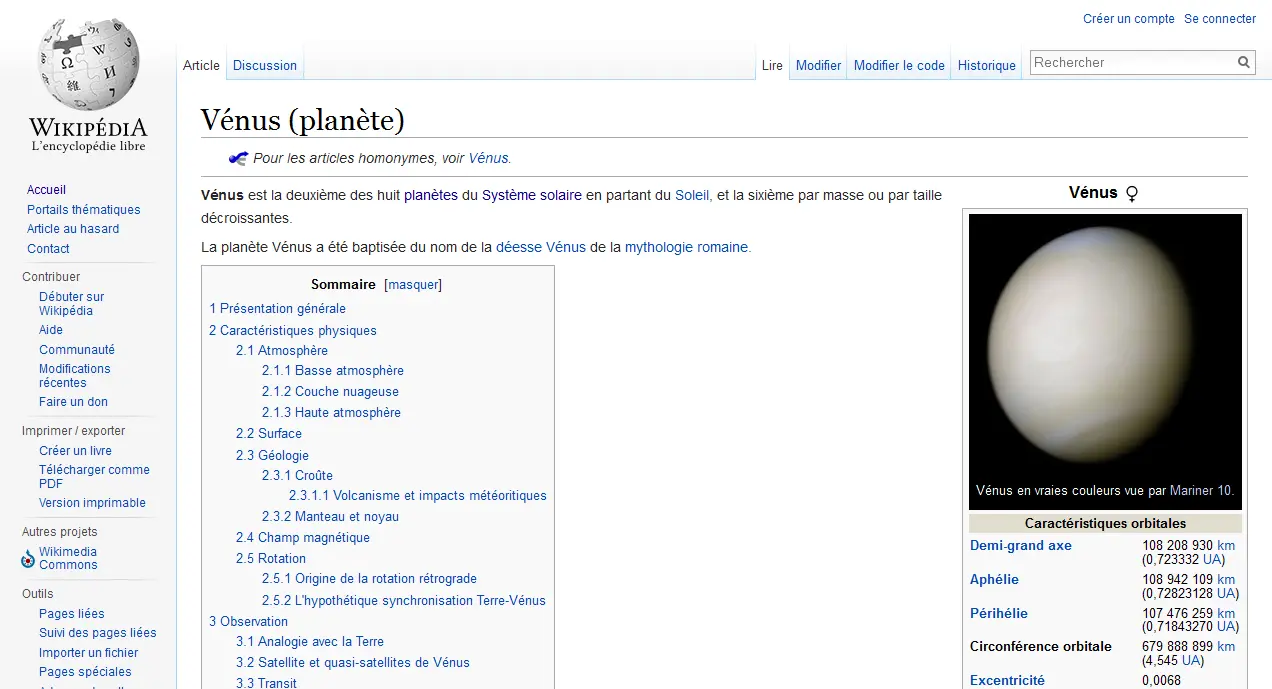 Créer un compte Se connecter
Article Discussion Lire Modifier Modifier le code Historique Rechercher
WIKIPÉDIA
L'encyclopédie libre
Accueil
Portails thématiques
Article au hasard
Contact
Contribuer
Débuter sur
Wikipédia
Aide
Communauté
Modifications
récentes
Faire un don
Imprimer / exporter
Créer un livre
Télécharger comme
PDF
Version imprimable
Autres projets
Wikimedia
Commons
Outils
Pages liées
Suivi des pages liées
Importer un fichier
Pages spéciales
Vénus (planète)
Pour les articles homonymes, voir Vénus.
Vénus est la deuxième des huit planètes du Système solaire en partant du Soleil, et la sixième par masse ou par taille
décroissantes.
La planète Vénus a été baptisée du nom de la déesse Vénus de la mythologie romaine.
Sommaire [masquer]
1 Présentation générale
2 Caractéristiques physiques
2.1 Atmosphère
2.1.1 Basse atmosphère
2.1.2 Couche nuageuse
2.1.3 Haute atmosphère
2.2 Surface
2.3 Géologie
2.3.1 Croûte
2.3.1.1 Volcanisme et impacts météoritiques
2.3.2 Manteau et noyau
2.4 Champ magnétique
2.5 Rotation
2.5.1 Origine de la rotation rétrograde
2.5.2 L'hypothétique synchronisation Terre-Vénus
3 Observation
3.1 Analogie avec la Terre
3.2 Satellite et quasi-satellites de Vénus
3.3 Transit
Vénus ♀
Vénus en vraies couleurs vue par Mariner 10.
Caractéristiques orbitales
Demi-grand axe 108 208 930 km
(0,723332 UA)
Aphélie 108 942 109 km
(0,72823128 UA)
Périhélie 107 476 259 km
(0,71843270 UA)
Circonférence orbitale 679 888 899 km
(4,545 UA)
Excentricité 0,0068